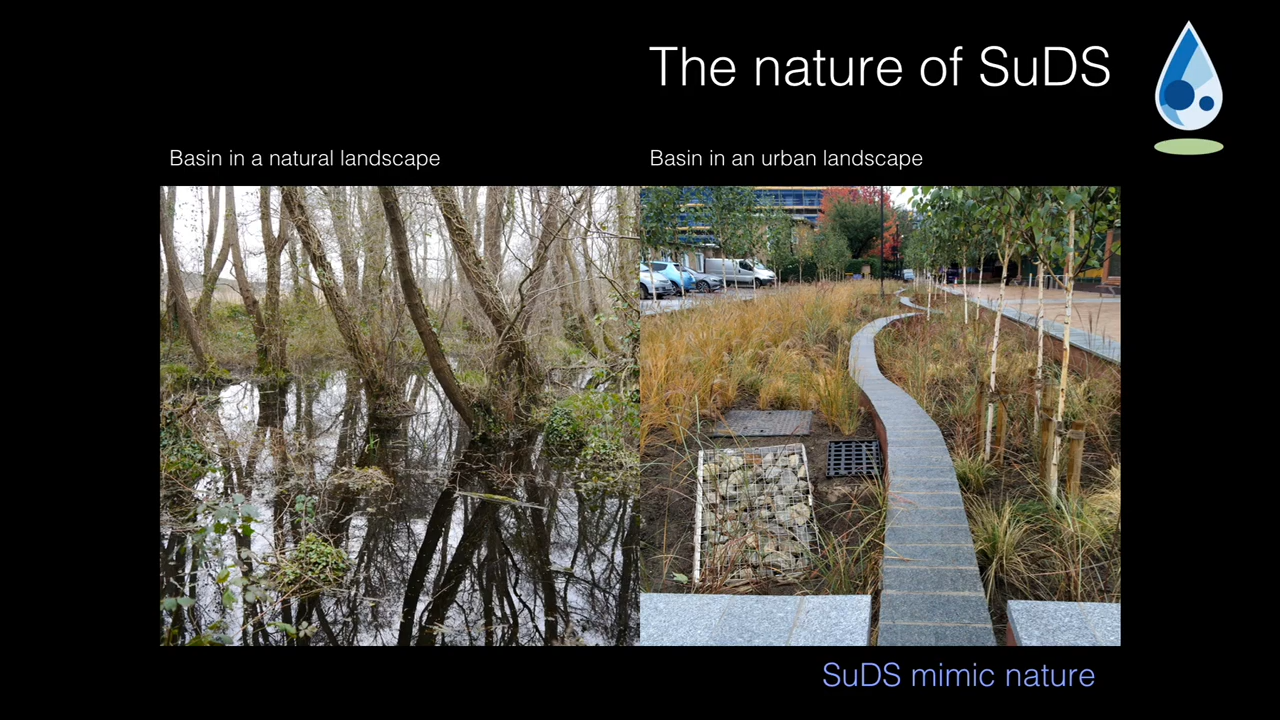 The nature of SuDS
Basin in a natural landscape
Basin in an urban landscape
SuDS mimic nature